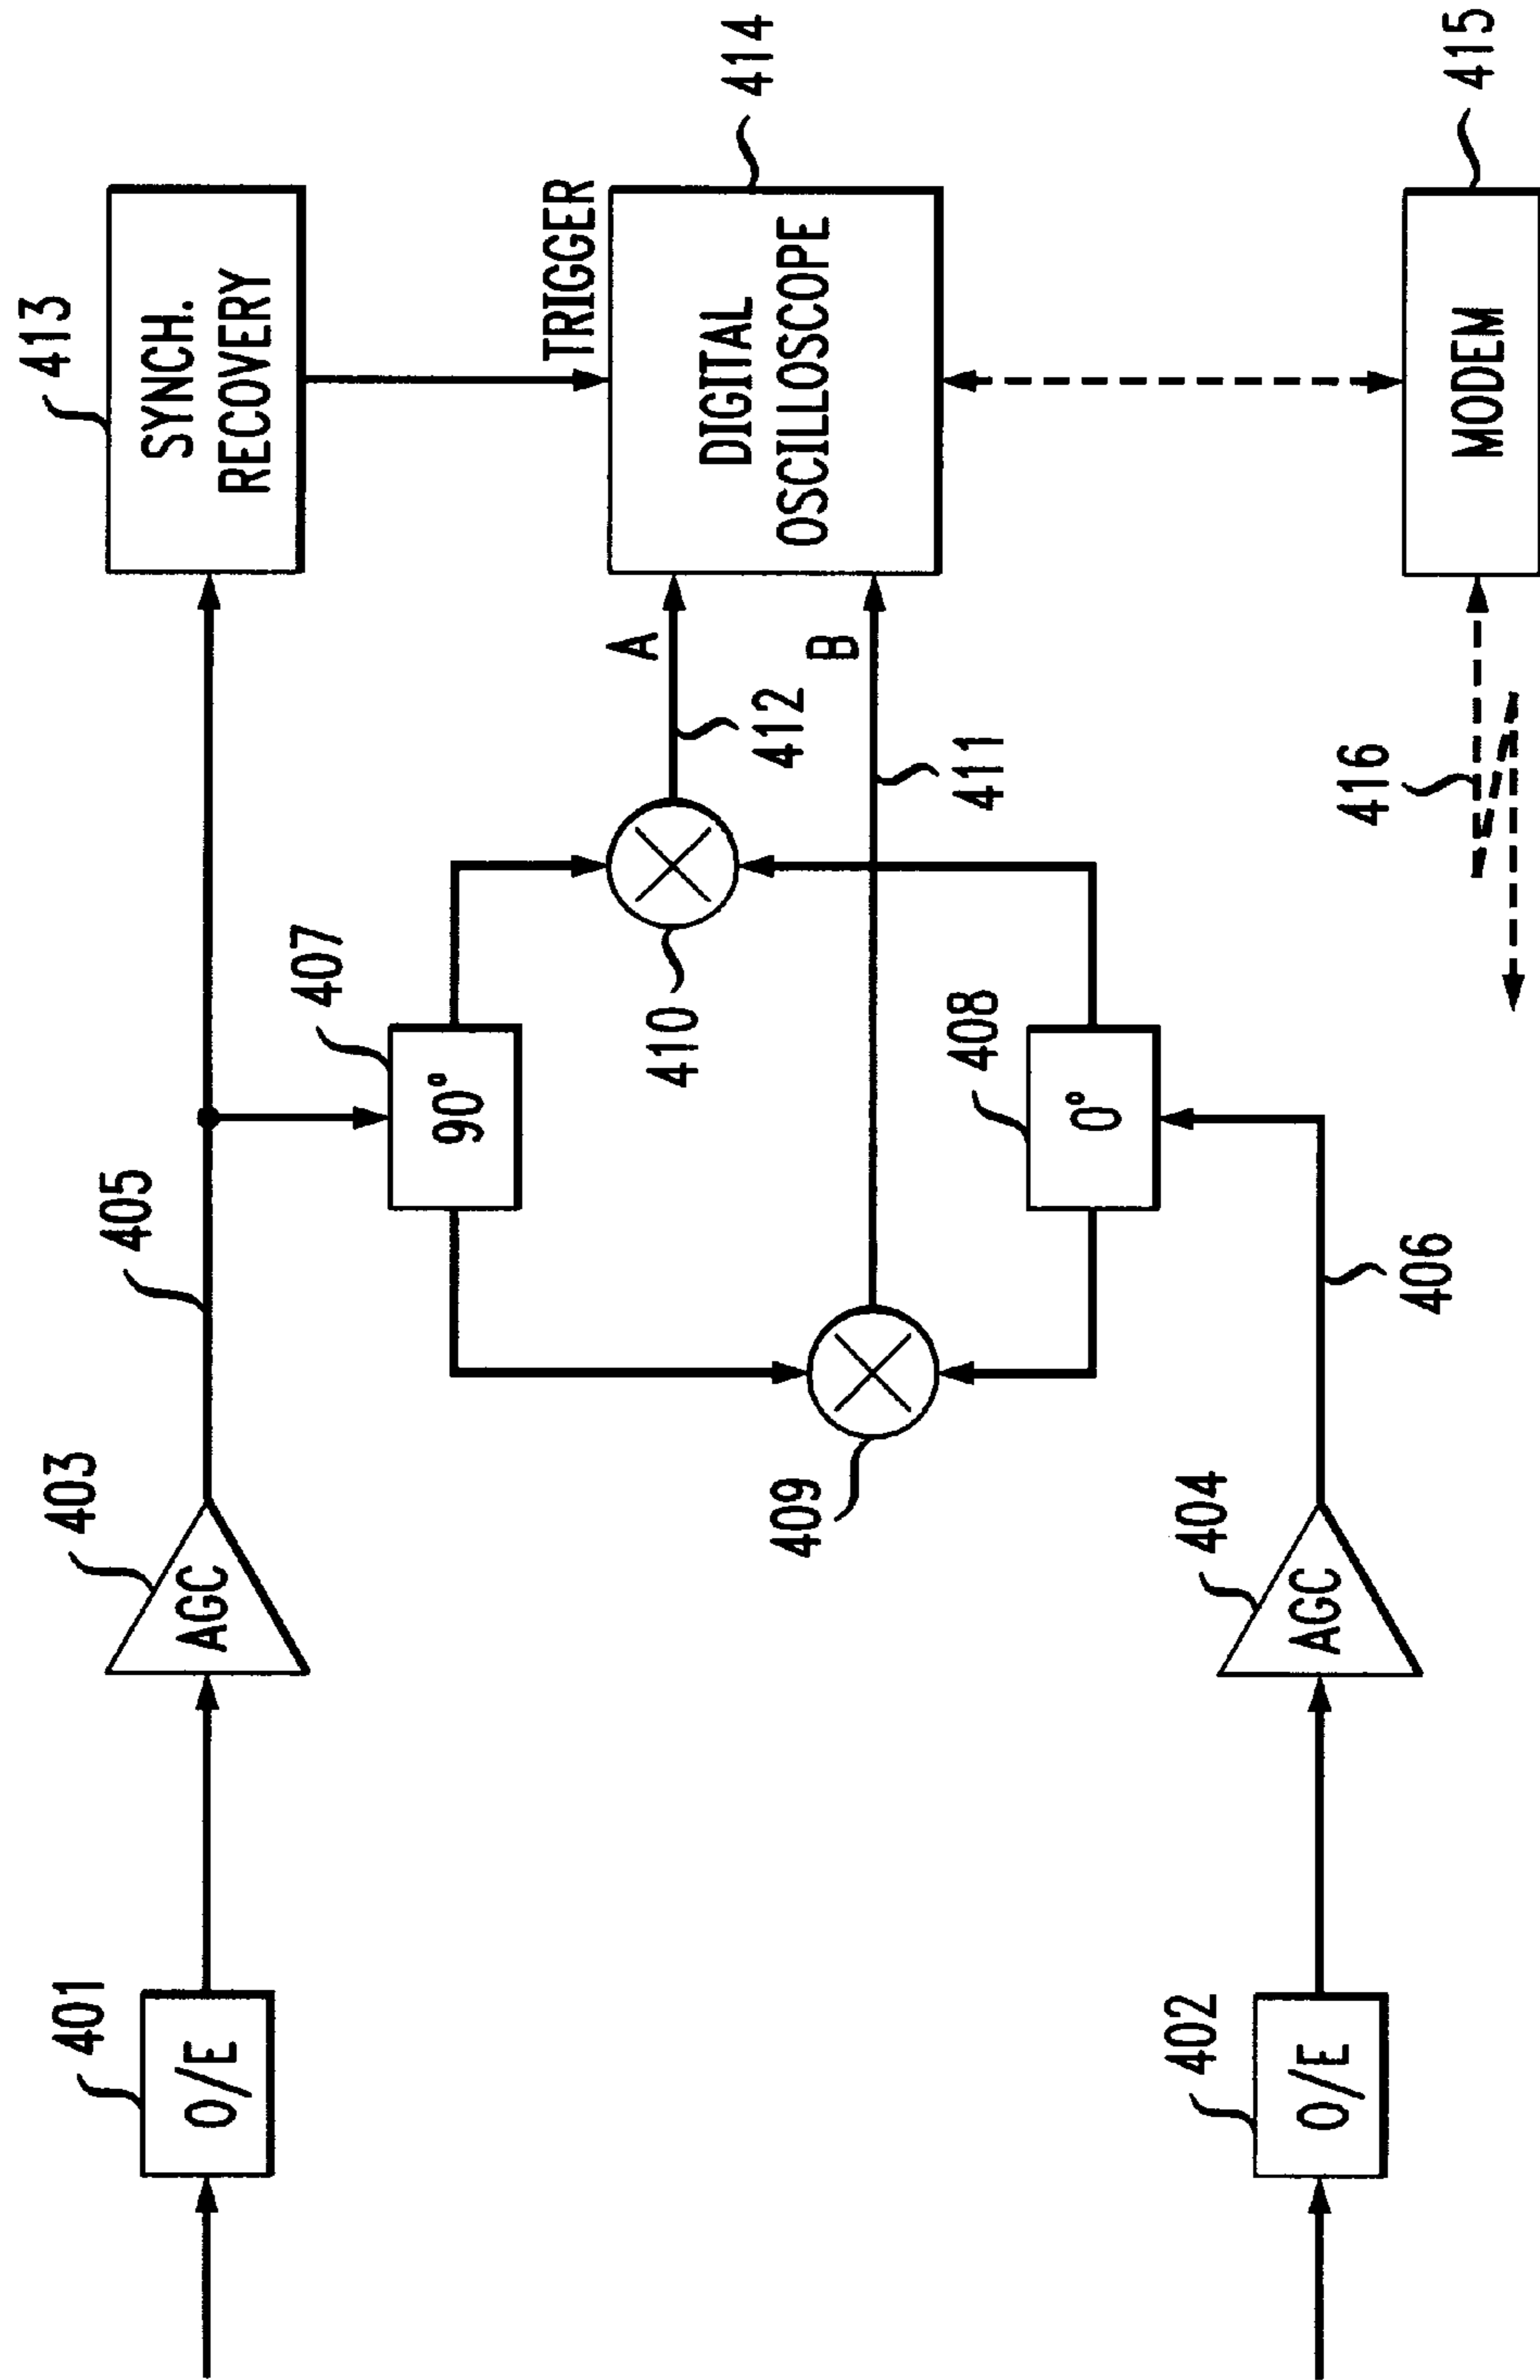 413
SYNCH.
RECOVERY
TRIGGER
414
DIGITAL
OSCILLOSCOPE
415
MODEM
A
412
B
411
416
407
90°
410
408
0°
405
406
409
403
AGC
404
AGC
401
O/E
402
O/E